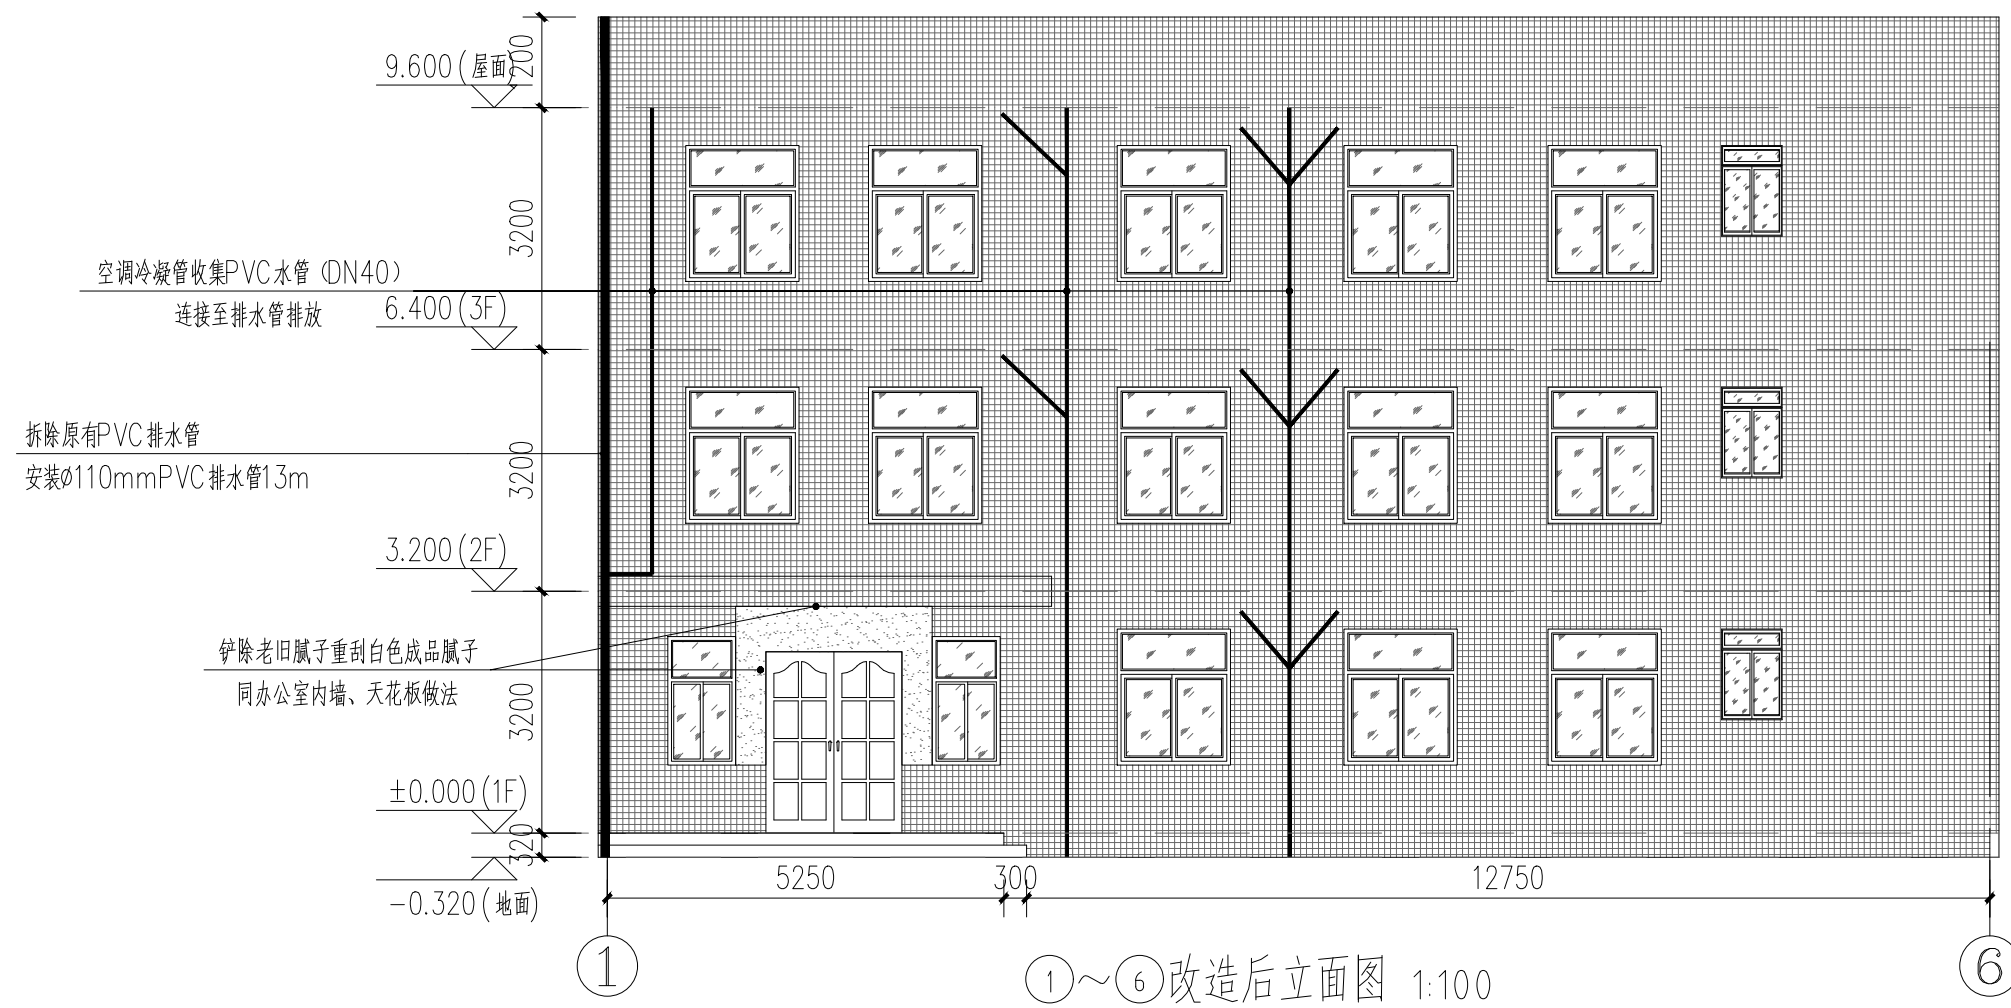 9.600(屋面)
1200
3200
空调冷凝管收集PVC水管(DN40)
连接至排水管排放
6.400(3F)
拆除原有PVC排水管
安装Ø110mmPVC排水管13m
3200
3.200(2F)
铲除老旧腻子重刮白色成品腻子
同办公室内墙、天花板做法
3200
±0.000(1F)
320
-0.320(地面)
5250
300
12750
1
6
1~6改造后立面图 1:100